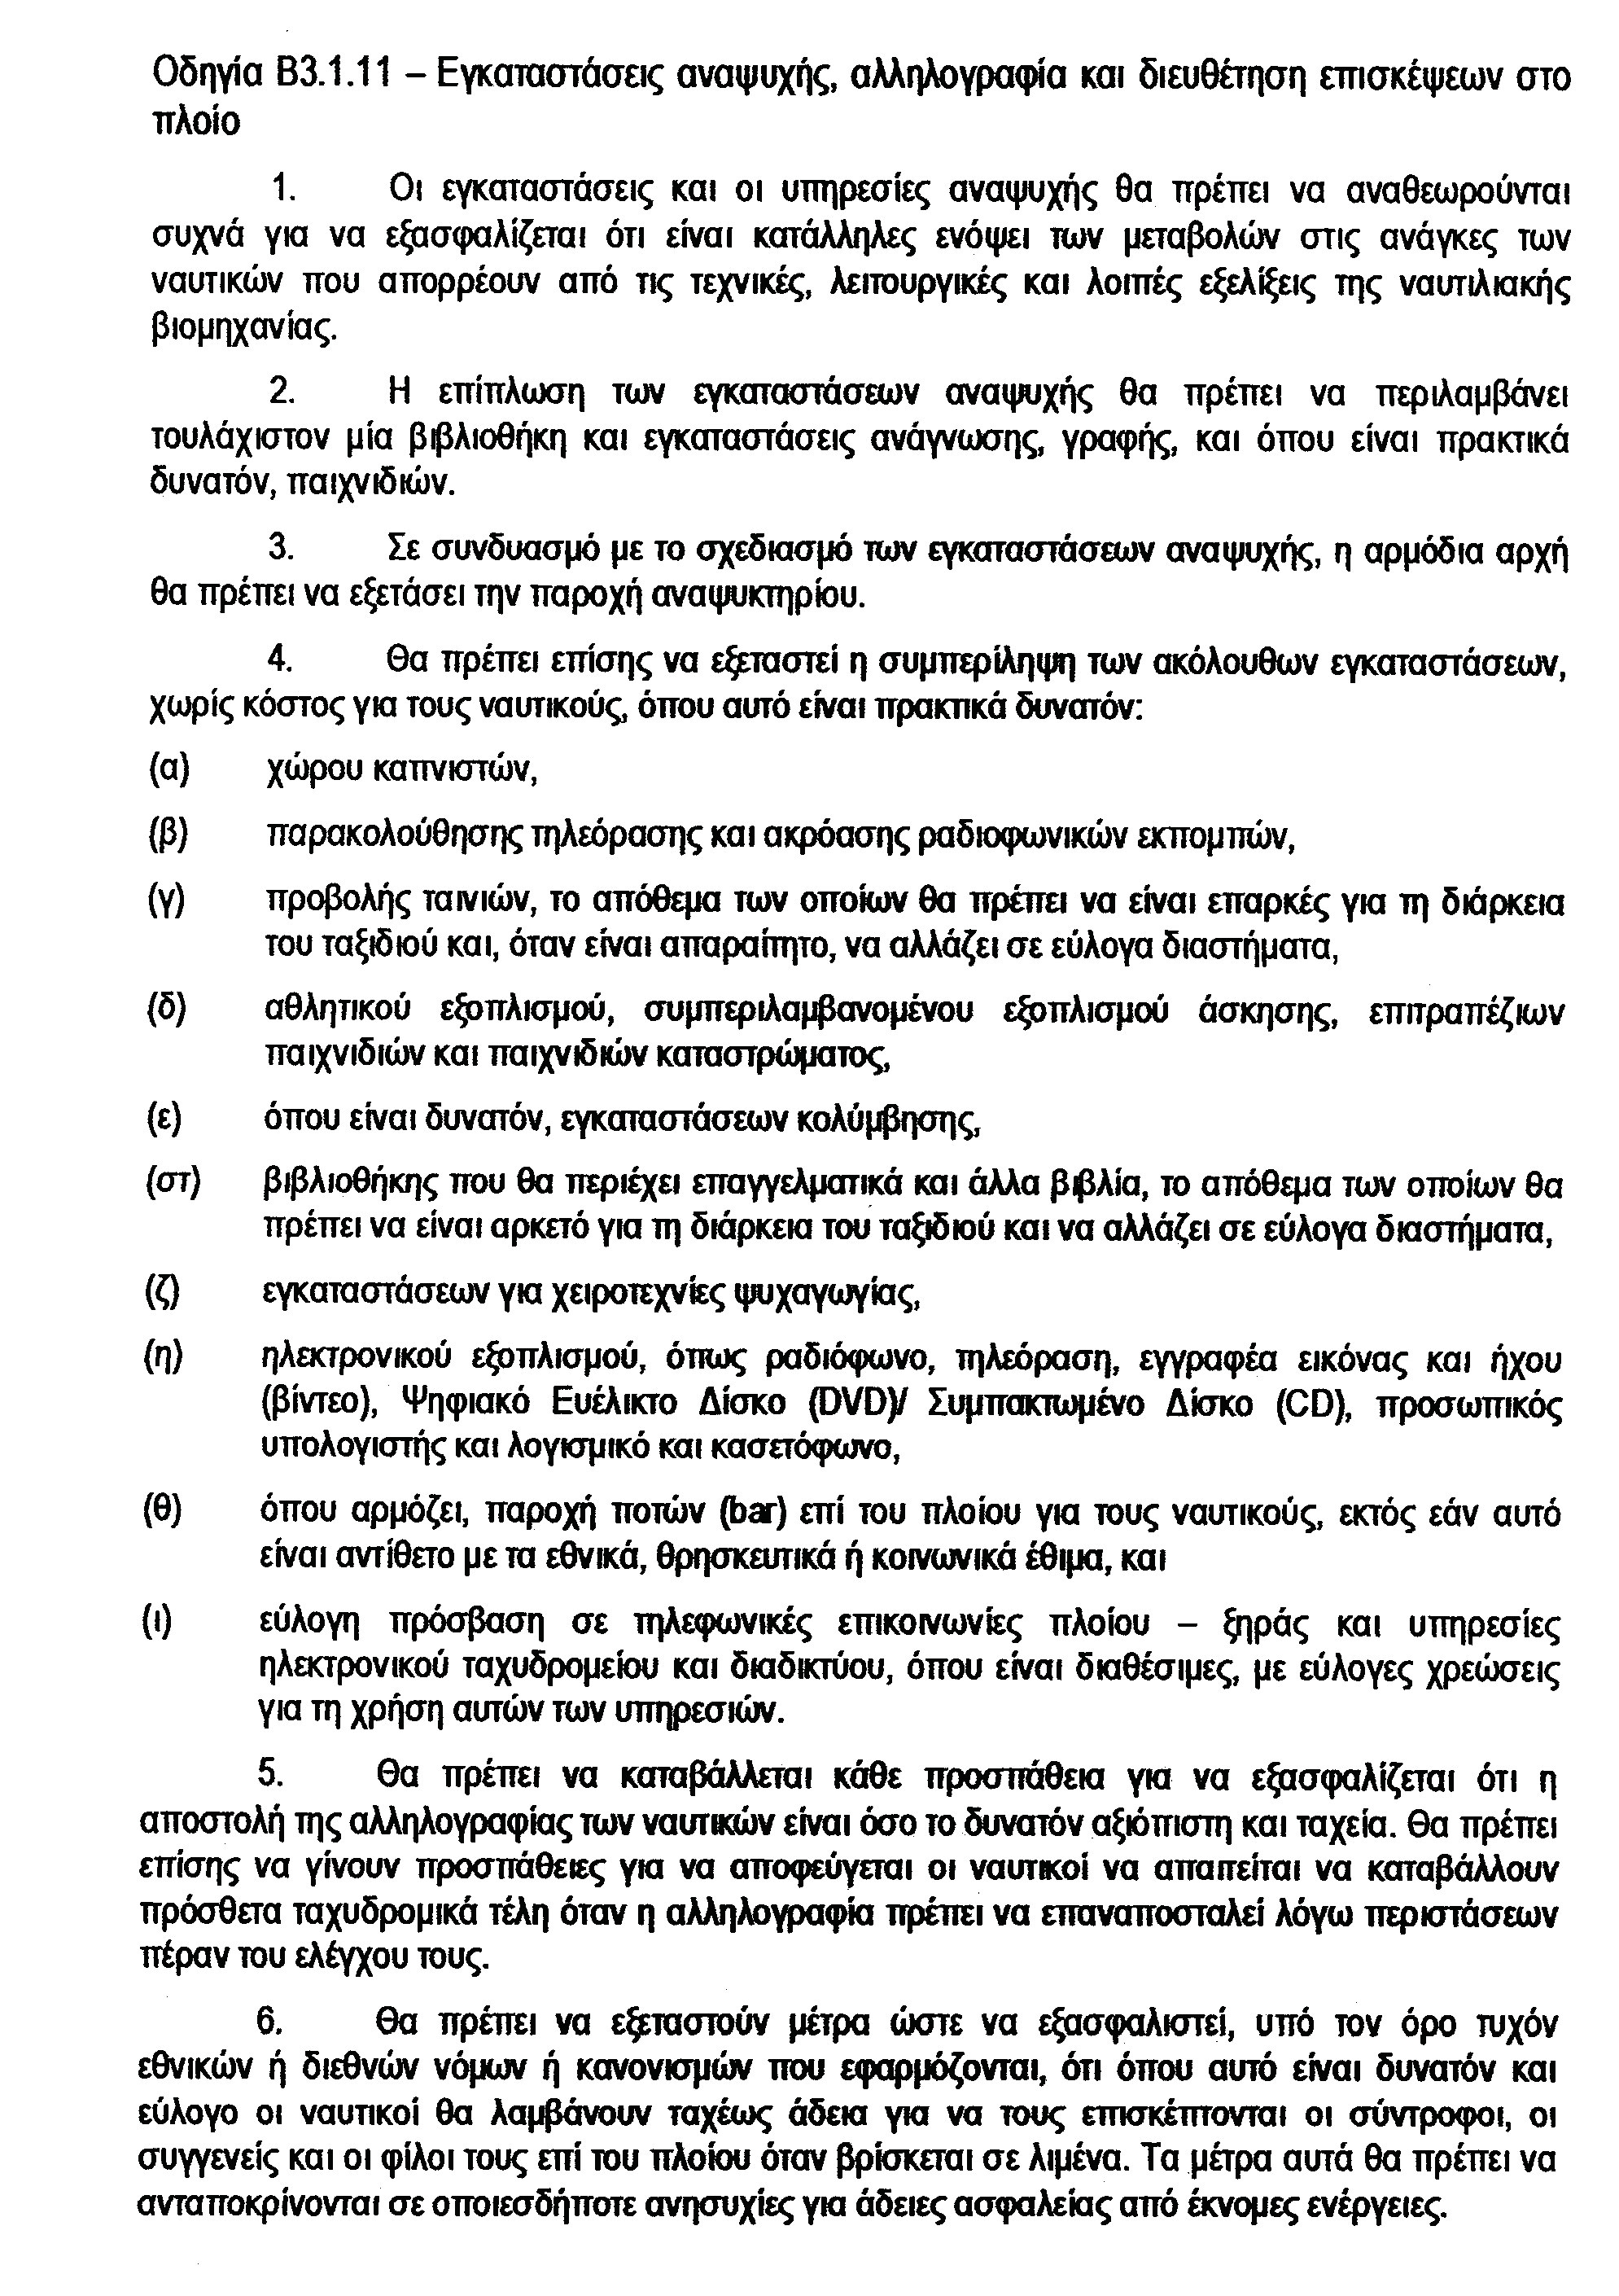 Οδηγία Β3.1.11 – Εγκαταστάσεις αναψυχής, αλληλογραφία και διευθέτηση επισκέψεων στο
πλοίο
1. Οι εγκαταστάσεις και οι υπηρεσίες αναψυχής θα πρέπει να αναθεωρούνται
συχνά για να εξασφαλίζεται ότι είναι κατάλληλες ενόψει των μεταβολών στις ανάγκες των
ναυτικών που απορρέουν από τις τεχνικές, λειτουργικές και λοιπές εξελίξεις της ναυτιλιακής
βιομηχανίας.
2. Η επίπλωση των εγκαταστάσεων αναψυχής θα πρέπει να περιλαμβάνει
τουλάχιστον μία βιβλιοθήκη και εγκαταστάσεις ανάγνωσης, γραφής, και όπου είναι πρακτικά
δυνατόν, παιχνιδιών.
3. Σε συνδυασμό με το σχεδιασμό των εγκαταστάσεων αναψυχής, η αρμόδια αρχή
θα πρέπει να εξετάσει την παροχή αναψυκτηρίου.
4. Θα πρέπει επίσης να εξεταστεί η συμπερίληψη των ακόλουθων εγκαταστάσεων,
χωρίς κόστος για τους ναυτικούς, όπου αυτό είναι πρακτικά δυνατόν:
(α) χώρου καπνιστών,
(β) παρακολούθησης τηλεόρασης και ακρόασης ραδιοφωνικών εκπομπών,
(γ) προβολής ταινιών, το απόθεμα των οποίων θα πρέπει να είναι επαρκές για τη διάρκεια
του ταξιδιού και, όταν είναι απαραίτητο, να αλλάζει σε εύλογα διαστήματα,
(δ) αθλητικού εξοπλισμού, συμπεριλαμβανομένου εξοπλισμού άσκησης, επιτραπέζιων
παιχνιδιών και παιχνιδιών καταστρώματος,
(ε) όπου είναι δυνατόν, εγκαταστάσεων κολύμβησης,
(στ) βιβλιοθήκης που θα περιέχει επαγγελματικά και άλλα βιβλία, το απόθεμα των οποίων θα
πρέπει να είναι αρκετό για τη διάρκεια του ταξιδιού και να αλλάζει σε εύλογα διαστήματα,
(ζ) εγκαταστάσεων για χειροτεχνίες ψυχαγωγίας,
(η) ηλεκτρονικού εξοπλισμού, όπως ραδιόφωνο, τηλεόραση, εγγραφέα εικόνας και ήχου
(βίντεο), Ψηφιακό Ευέλικτο Δίσκο (DVD)/ Συμπακτωμένο Δίσκο (CD), προσωπικός
υπολογιστής και λογισμικό και κασετόφωνο,
(θ) όπου αρμόζει, παροχή ποτών (bar) επί του πλοίου για τους ναυτικούς, εκτός εάν αυτό
είναι αντίθετο με τα εθνικά, θρησκευτικά ή κοινωνικά έθιμα, και
(ι) εύλογη πρόσβαση σε τηλεφωνικές επικοινωνίες πλοίου – ξηράς και υπηρεσίες
ηλεκτρονικού ταχυδρομείου και διαδικτύου, όπου είναι διαθέσιμες, με εύλογες χρεώσεις
για τη χρήση αυτών των υπηρεσιών.
5. Θα πρέπει να καταβάλλεται κάθε προσπάθεια για να εξασφαλίζεται ότι η
αποστολή της αλληλογραφίας των ναυτικών είναι όσο το δυνατόν αξιόπιστη και ταχεία. Θα πρέπει
επίσης να γίνουν προσπάθειες για να αποφεύγεται οι ναυτικοί να απαιτείται να καταβάλλουν
πρόσθετα ταχυδρομικά τέλη όταν η αλληλογραφία πρέπει να επαναποσταλεί λόγω περιστάσεων
πέραν του ελέγχου τους.
6. Θα πρέπει να εξεταστούν μέτρα ώστε να εξασφαλιστεί, υπό τον όρο τυχόν
εθνικών ή διεθνών νόμων ή κανονισμών που εφαρμόζονται, ότι όπου αυτό είναι δυνατόν και
εύλογο οι ναυτικοί θα λαμβάνουν ταχέως άδεια για να τους επισκέπτονται οι σύντροφοι, οι
συγγενείς και οι φίλοι τους επί του πλοίου όταν βρίσκεται σε λιμένα. Τα μέτρα αυτά θα πρέπει να
ανταποκρίνονται σε οποιεσδήποτε ανησυχίες για άδειες ασφαλείας από έκνομες ενέργειες.